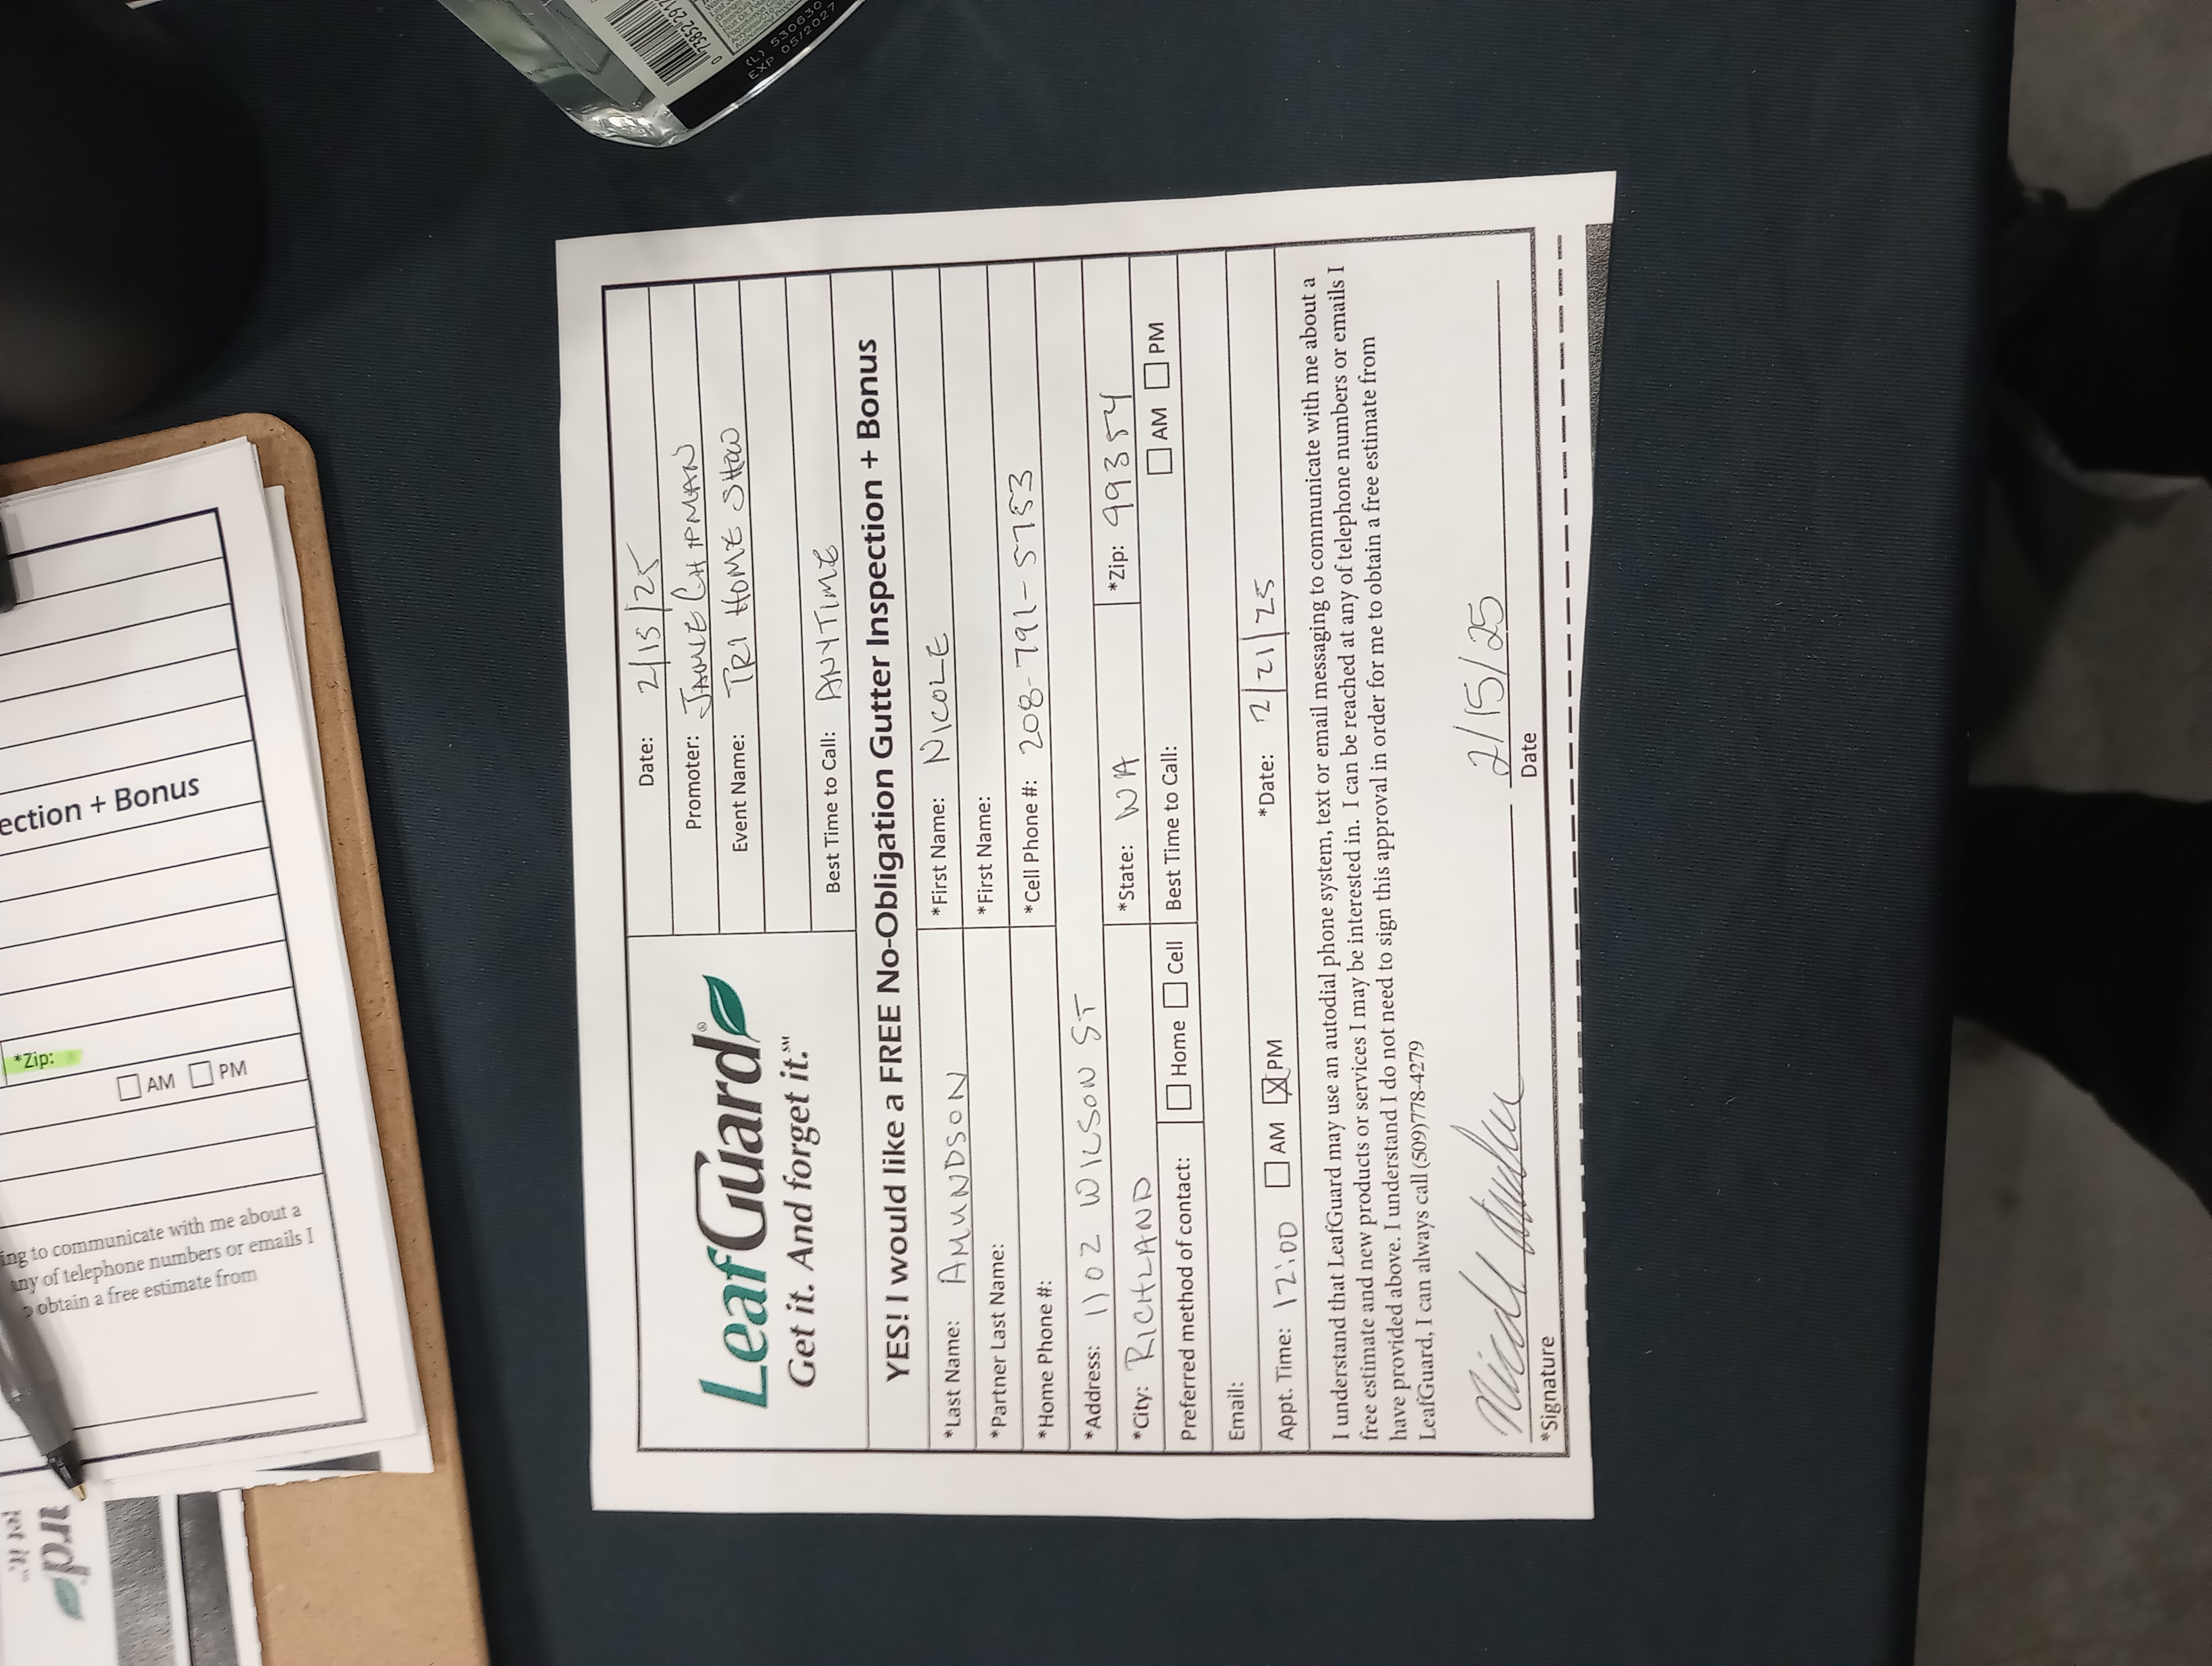 get it.™
ard
*Zip:
AM PM
ection + Bonus
ing to communicate with me about a
any of telephone numbers or emails I
o obtain a free estimate from
LeafGuard®
Get it. And forget it.℠
Date: 2/15/25
Promoter: JAMIE CHIPMAN
Event Name: TRI HOME SHOW
Best Time to Call: ANYTIME
YES! I would like a FREE No-Obligation Gutter Inspection + Bonus
*Last Name: AMUNDSON *First Name: NICOLE
*Partner Last Name: *First Name:
*Home Phone #: *Cell Phone #: 208-791-5753
*Address: 1102 WILSON ST
*City: RICHLAND *State: WA *Zip: 99354
Preferred method of contact: Home Cell Best Time to Call: AM PM
Email:
Appt. Time: 12:00 AM X PM *Date: 2/21/25
I understand that LeafGuard may use an autodial phone system, text or email messaging to communicate with me about a
free estimate and new products or services I may be interested in. I can be reached at any of telephone numbers or emails I
have provided above. I understand I do not need to sign this approval in order for me to obtain a free estimate from
LeafGuard, I can always call (509)778-4279
Nicole
2/15/25
*Signature Date
0 73852 2917
EXP 05/2027